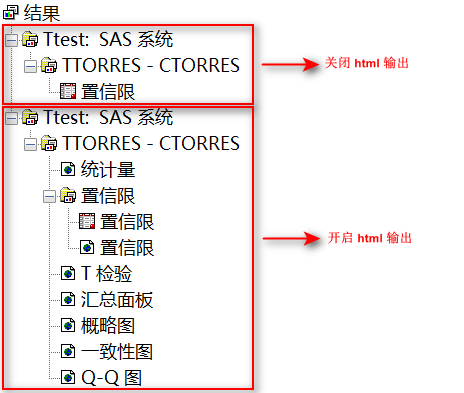 结果
Ttest: SAS 系统
TTORRES - CTORRES
关闭 html 输出
置信限
Ttest: SAS 系统
TTORRES - CTORRES
统计量
置信限
置信限
开启 html 输出
置信限
T 检验
汇总面板
概略图
一致性图
Q-Q 图